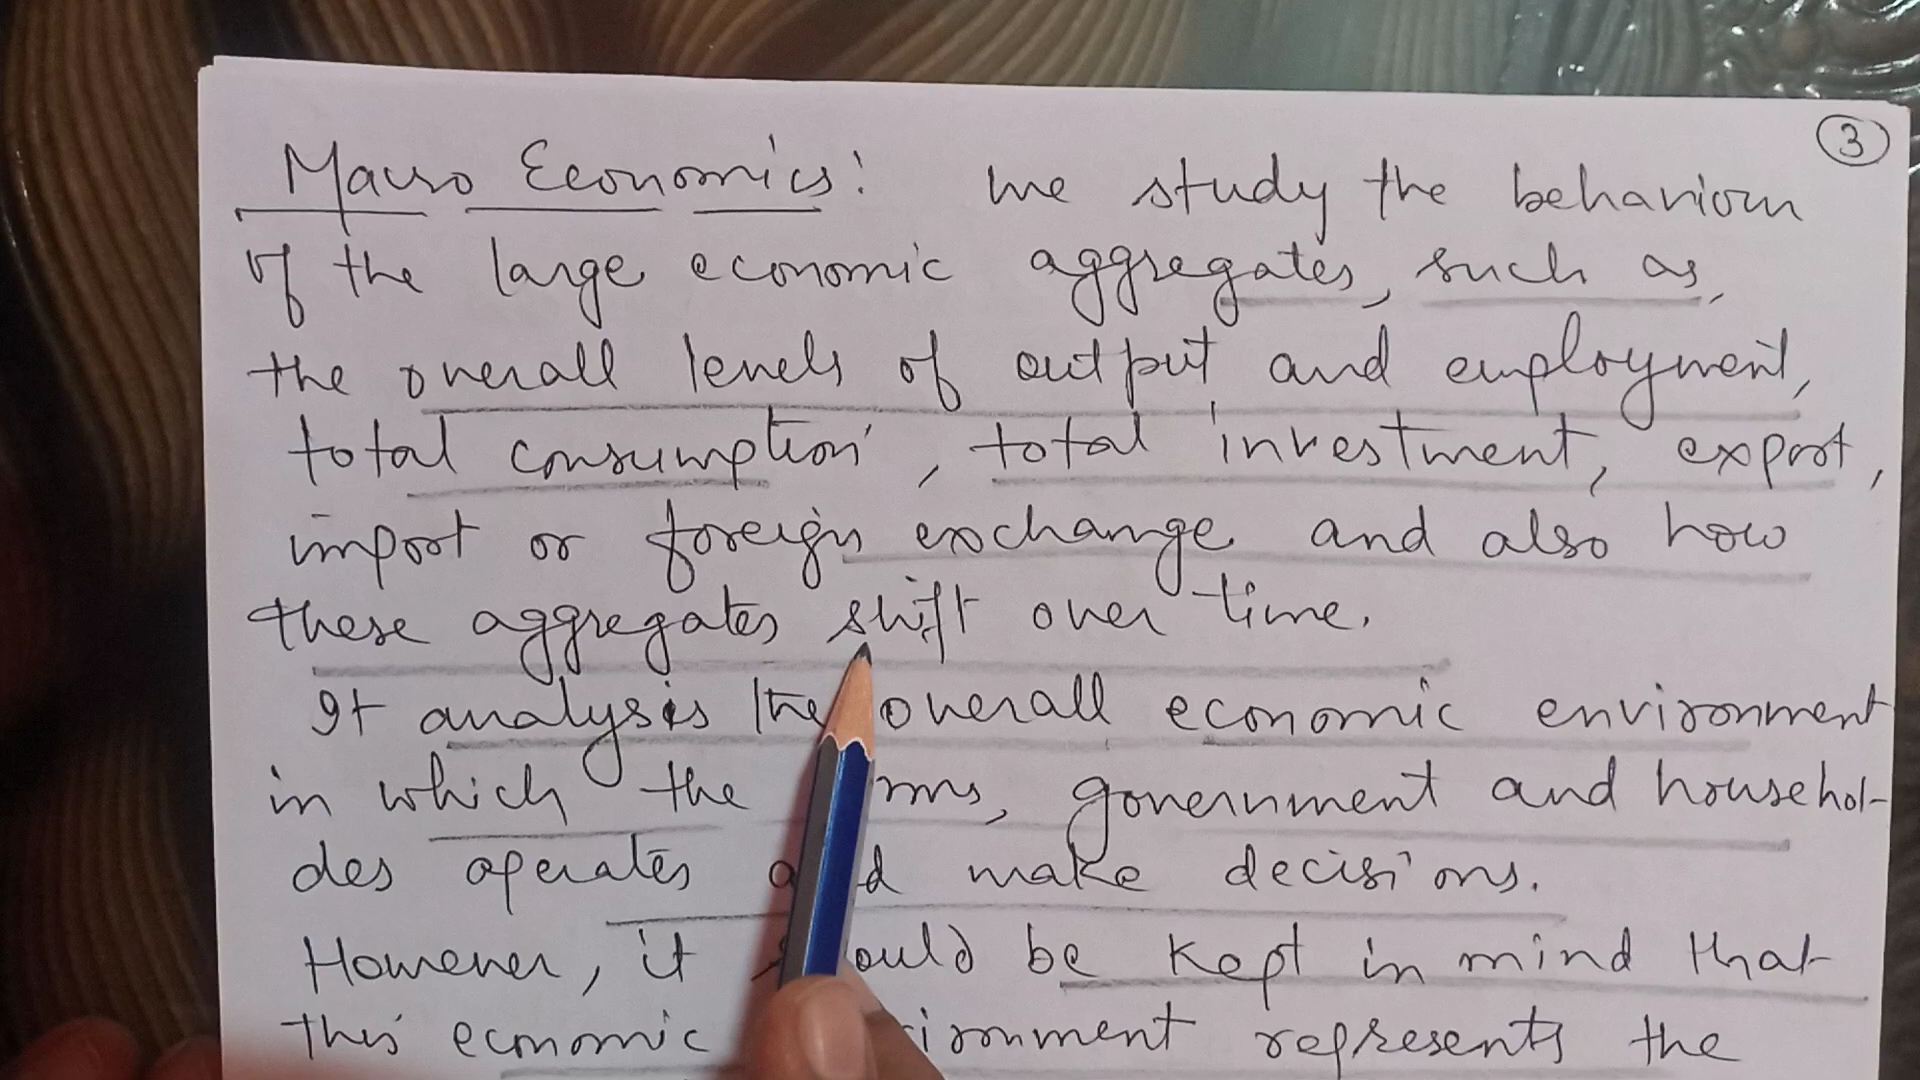 3
Macro Economics: We study the behaviour
of the large economic aggregates, such as,
the overall levels of output and employment,
total consumption, total investment, export,
import or foreign exchange and also how
these aggregates shift over time.
It analysis the overall economic environment
in which the rms, government and househol-
des operates a d make decisions.
However, it ould be kept in mind that
this economic ironment represents the